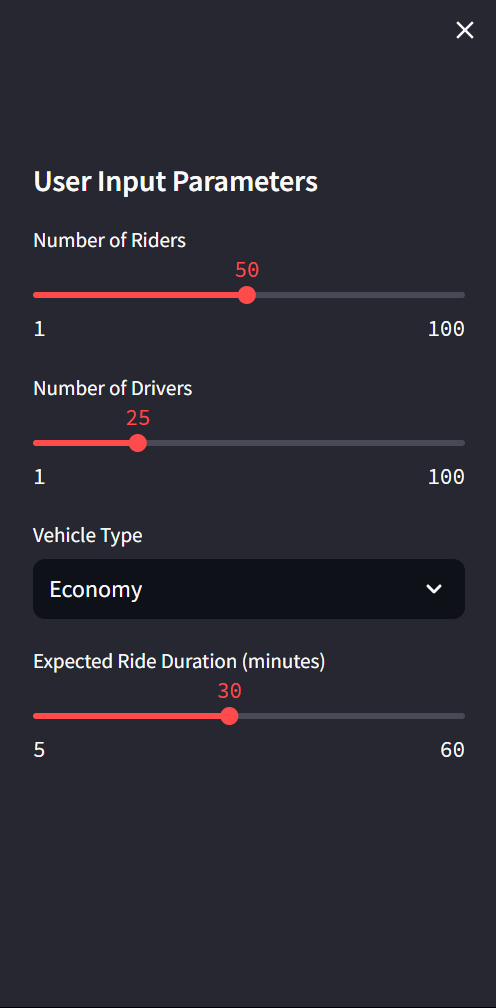 User Input Parameters
Number of Riders
50
1 100
Number of Drivers
25
1 100
Vehicle Type
Economy
Expected Ride Duration (minutes)
30
5 60